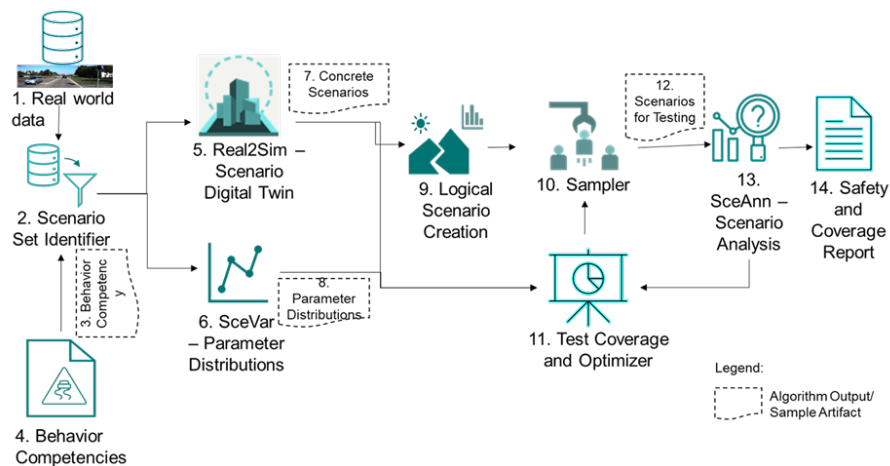 1. Real world
data
2. Scenario
Set Identifier
3. Behavior
Competenc
y
4. Behavior
Competencies
5. Real2Sim –
Scenario
Digital Twin
6. SceVar
– Parameter
Distributions
7. Concrete
Scenarios
8.
Parameter
Distributions
9. Logical
Scenario
Creation
10. Sampler
11. Test Coverage
and Optimizer
12.
Scenarios
for Testing
?
13.
SceAnn –
Scenario
Analysis
14. Safety
and
Coverage
Report
Legend:
Algorithm Output/
Sample Artifact